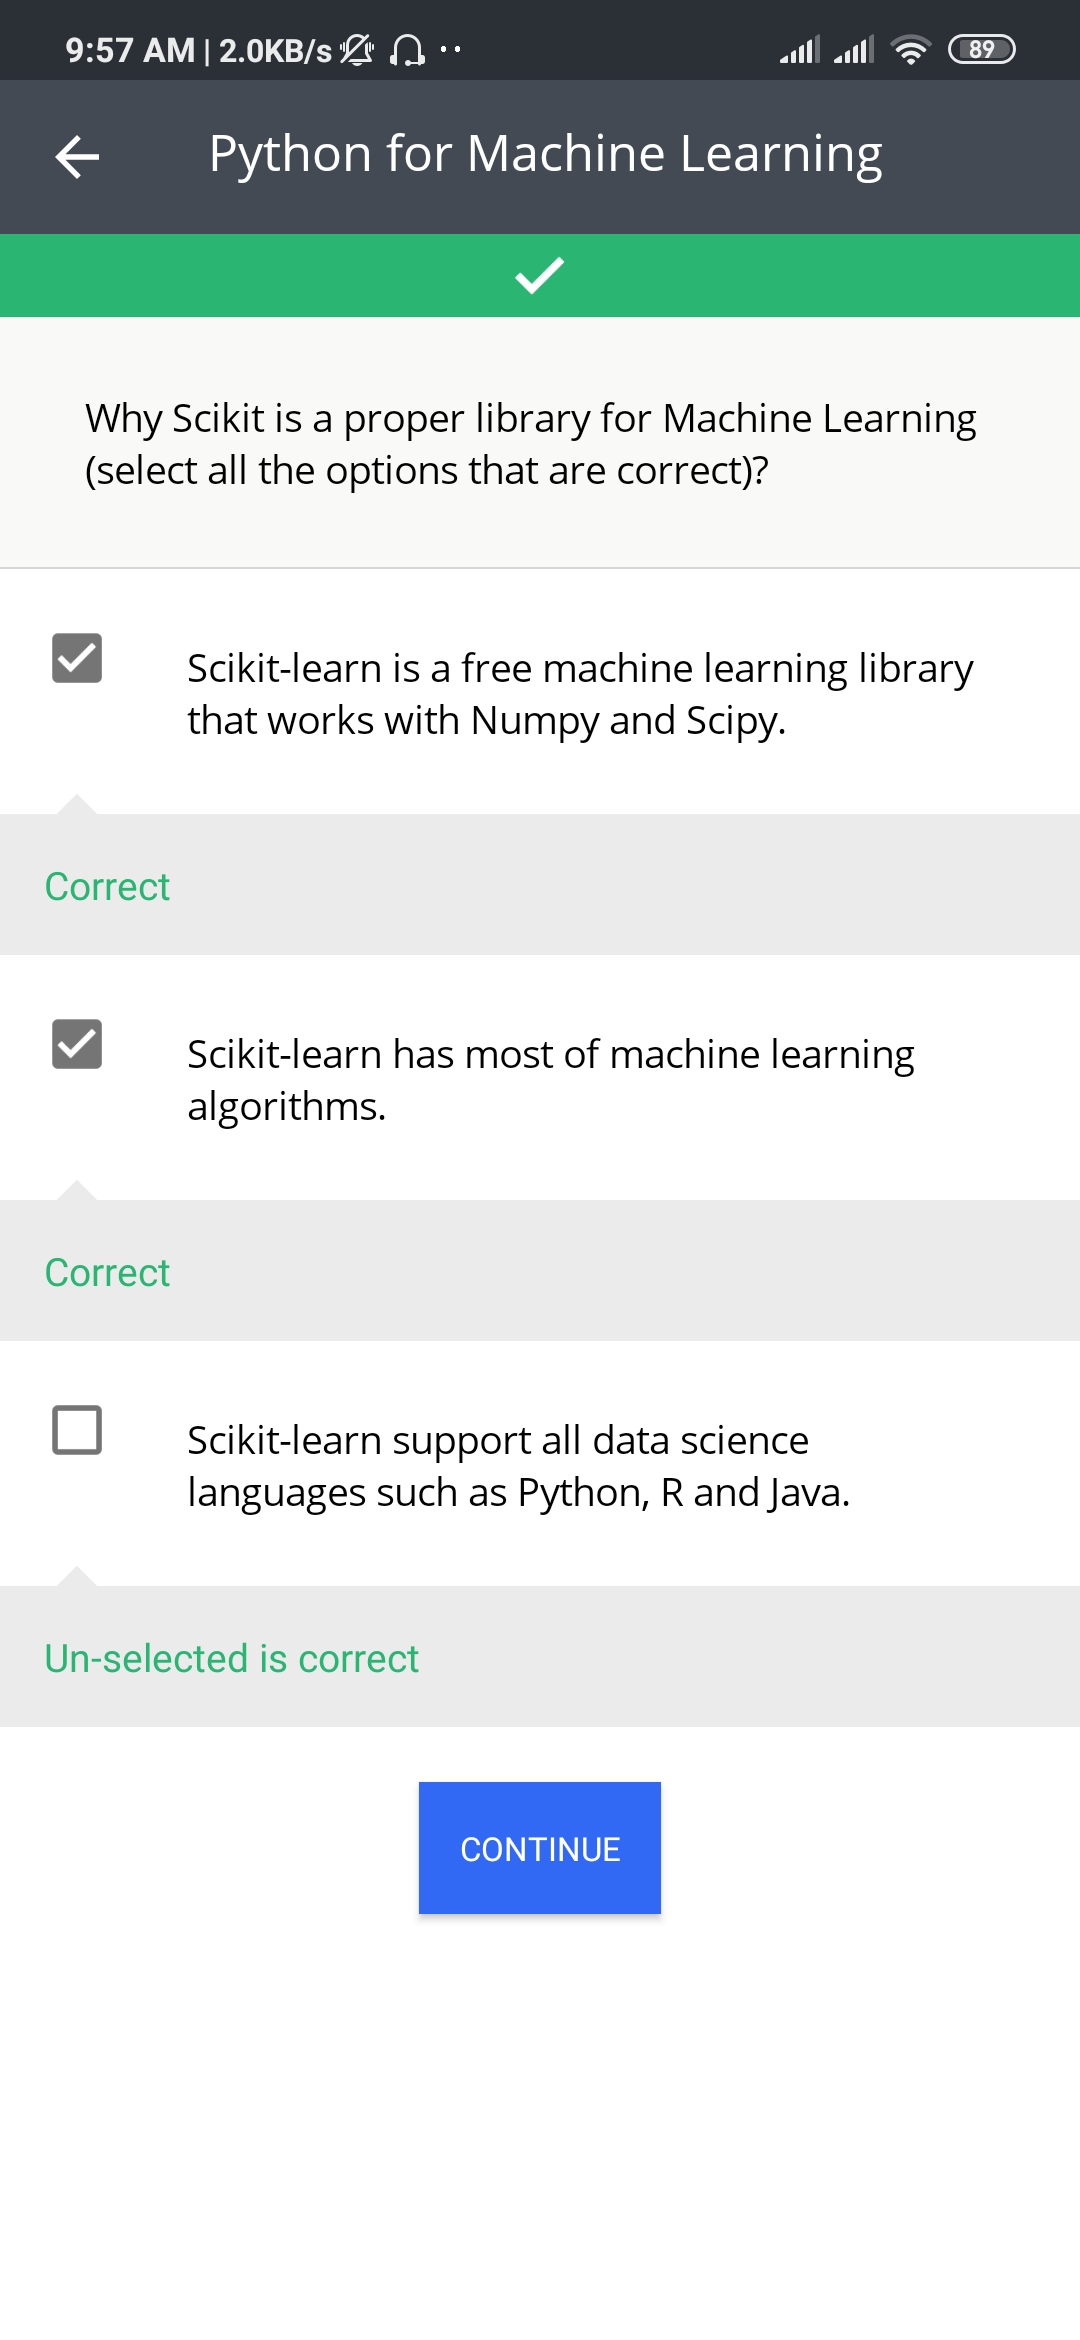 9:57 AM | 2.0KB/s
89
Python for Machine Learning
Why Scikit is a proper library for Machine Learning
(select all the options that are correct)?
Scikit-learn is a free machine learning library
that works with Numpy and Scipy.
Correct
Scikit-learn has most of machine learning
algorithms.
Correct
Scikit-learn support all data science
languages such as Python, R and Java.
Un-selected is correct
CONTINUE